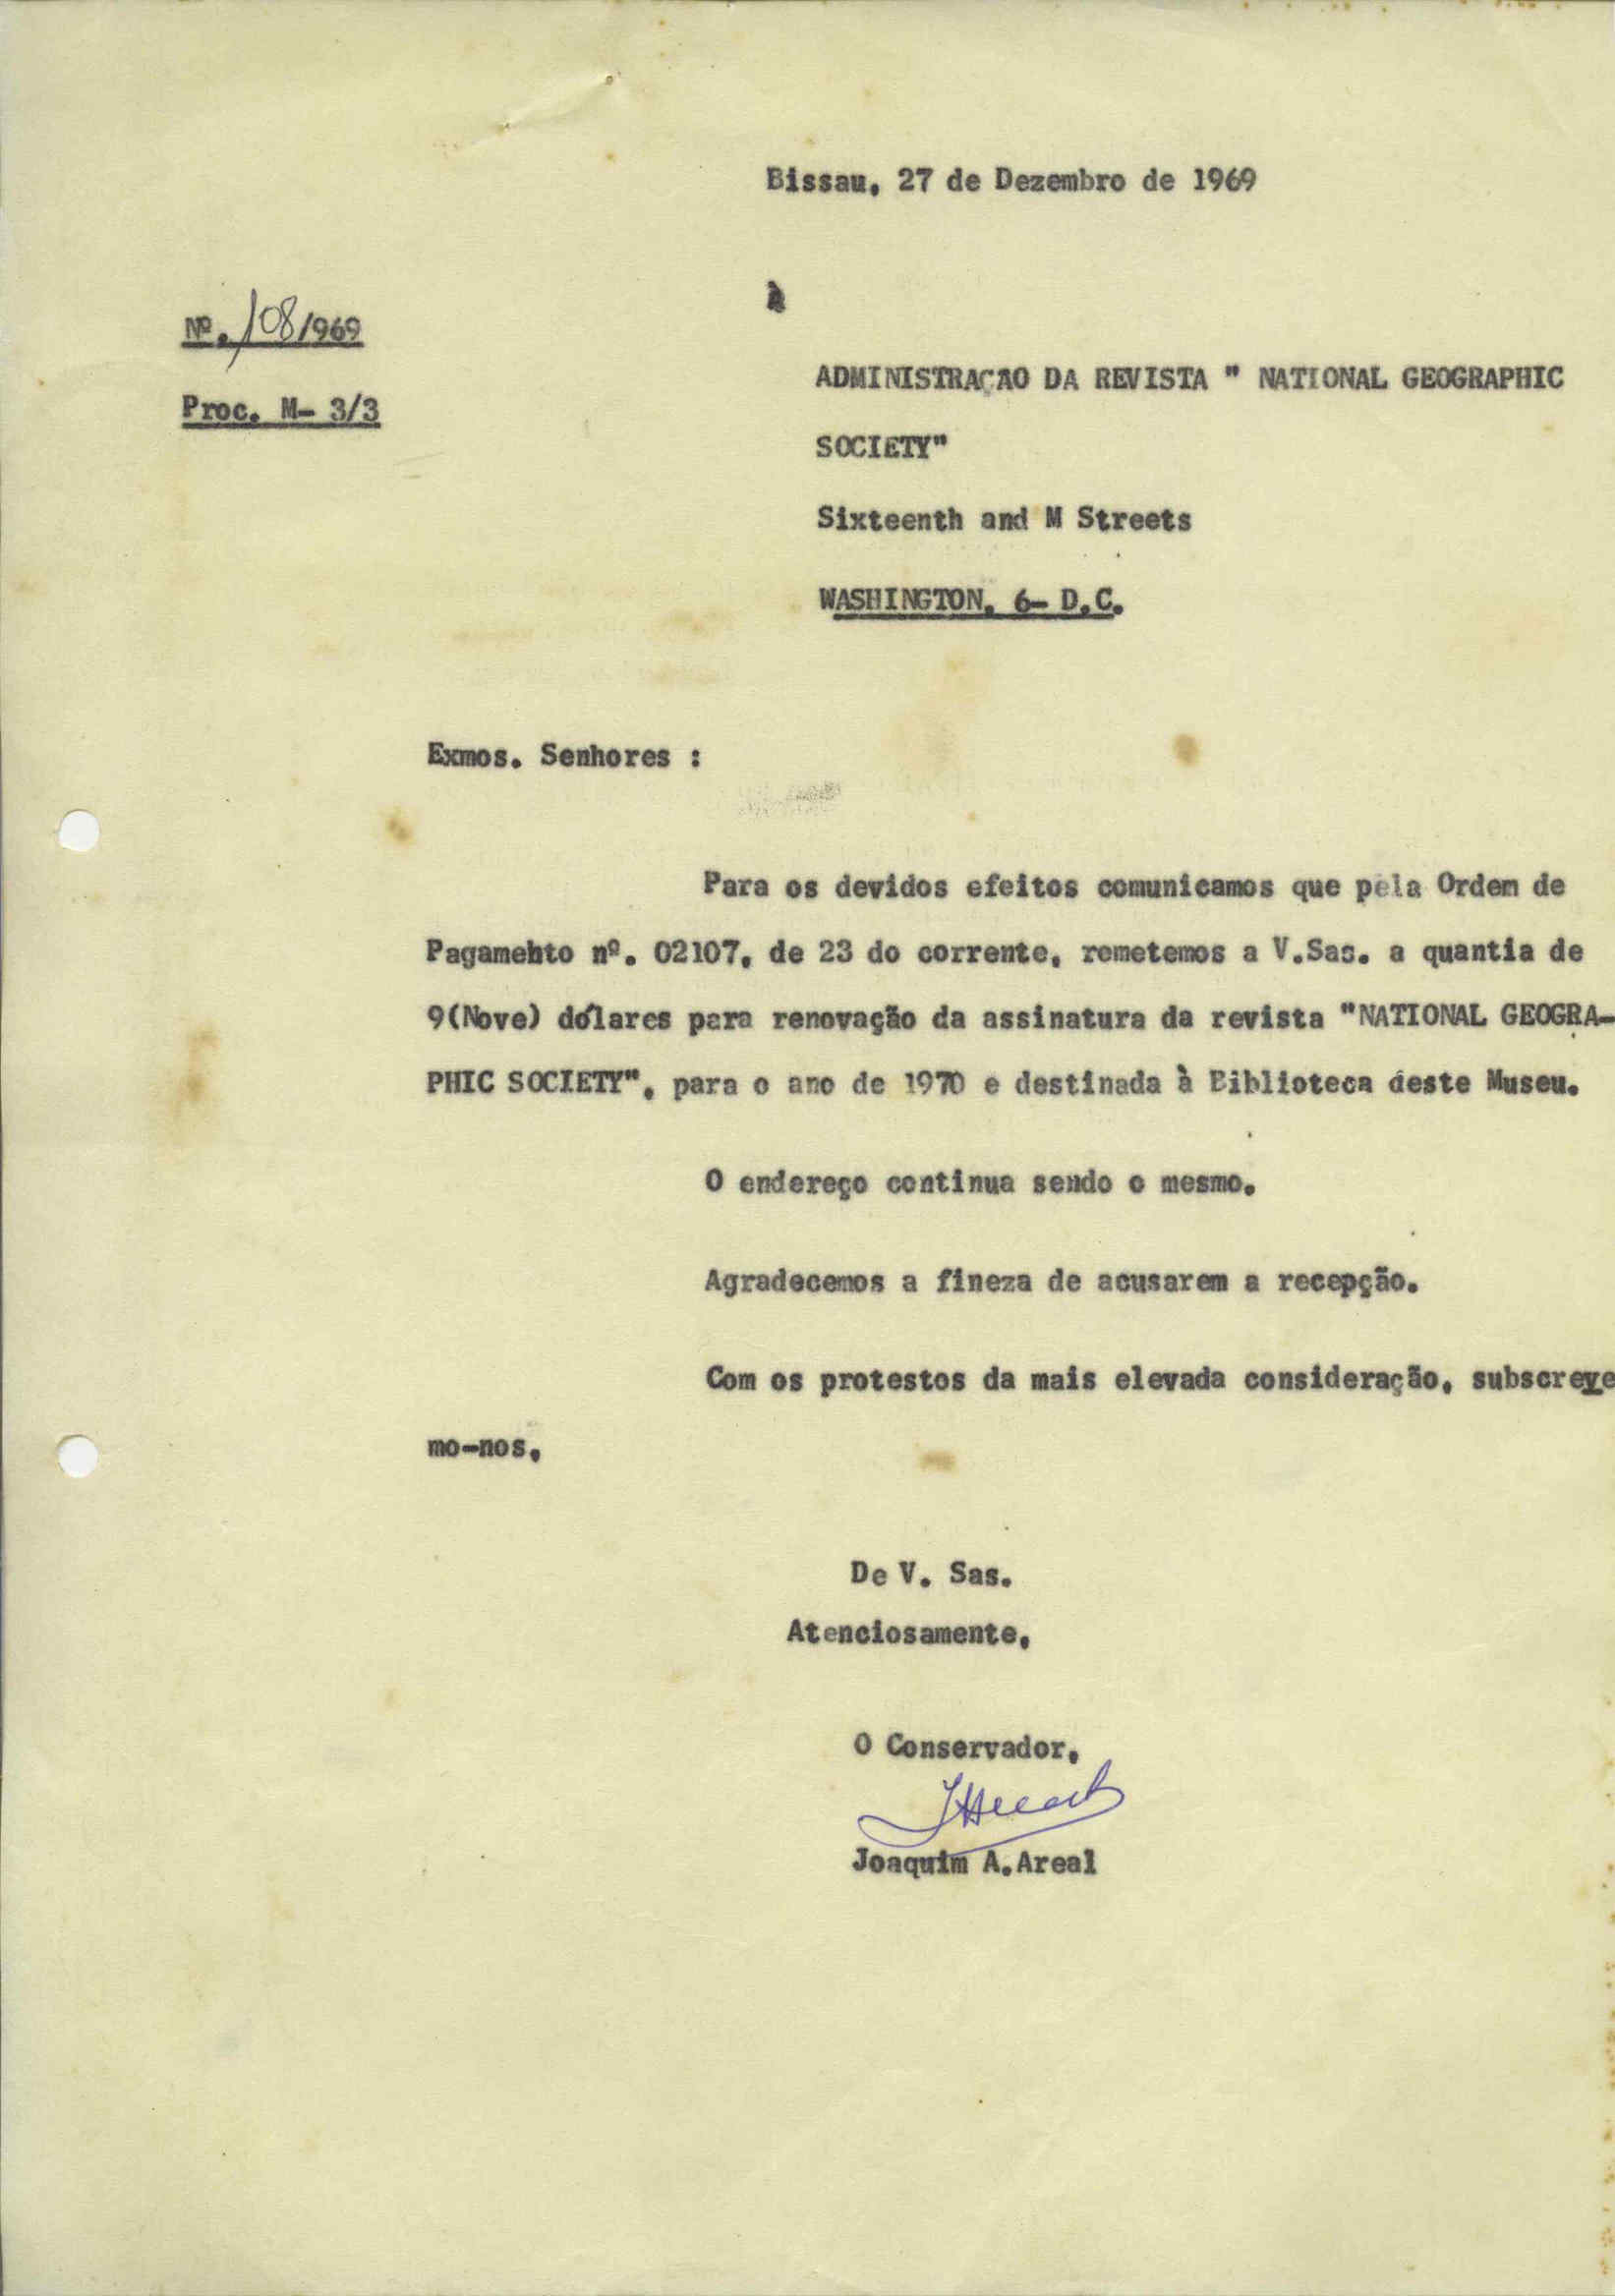 Bissau, 27 de Dezembro de 1969
À
Nº. 108/969
ADMINISTRAÇAO DA REVISTA " NATIONAL GEOGRAPHIC
Proc. M- 3/3
SOCIETY"
Sixteenth and M Streets
WASHINGTON, 6- D.C.
Exmos. Senhores :
Para os devidos efeitos comunicamos que pela Ordem de
Pagamehto nº. 02107, de 23 do corrente, remetemos a V.Sas. a quantia de
9(Nove) dólares para renovação da assinatura da revista "NATIONAL GEOGRA-
PHIC SOCIETY", para o ano de 1970 e destinada à Biblioteca deste Museu.
O endereço continua sendo o mesmo.
Agradecemos a fineza de acusarem a recepção.
Com os protestos da mais elevada consideração, subscreve
mo-nos,
De V. Sas.
Atenciosamente,
O Conservador,
Joaquim A.Areal